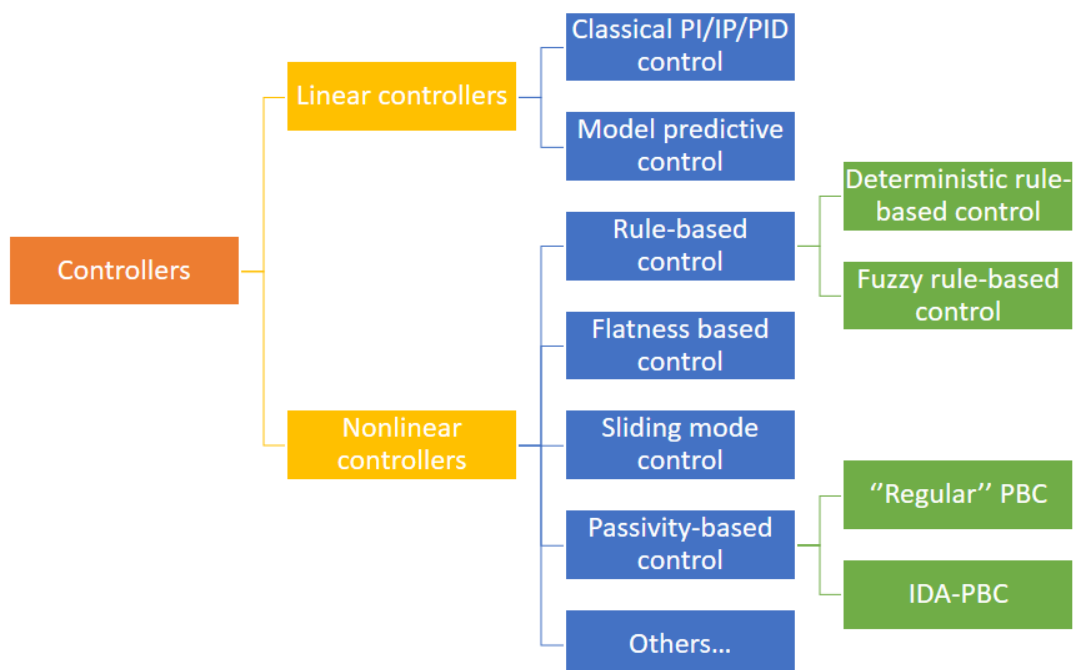 Controllers
Linear controllers
Classical PI/IP/PID
control
Model predictive
control
Nonlinear
controllers
Rule-based
control
Deterministic rule-
based control
Fuzzy rule-based
control
Flatness based
control
Sliding mode
control
Passivity-based
control
‘‘Regular’’ PBC
IDA-PBC
Others...